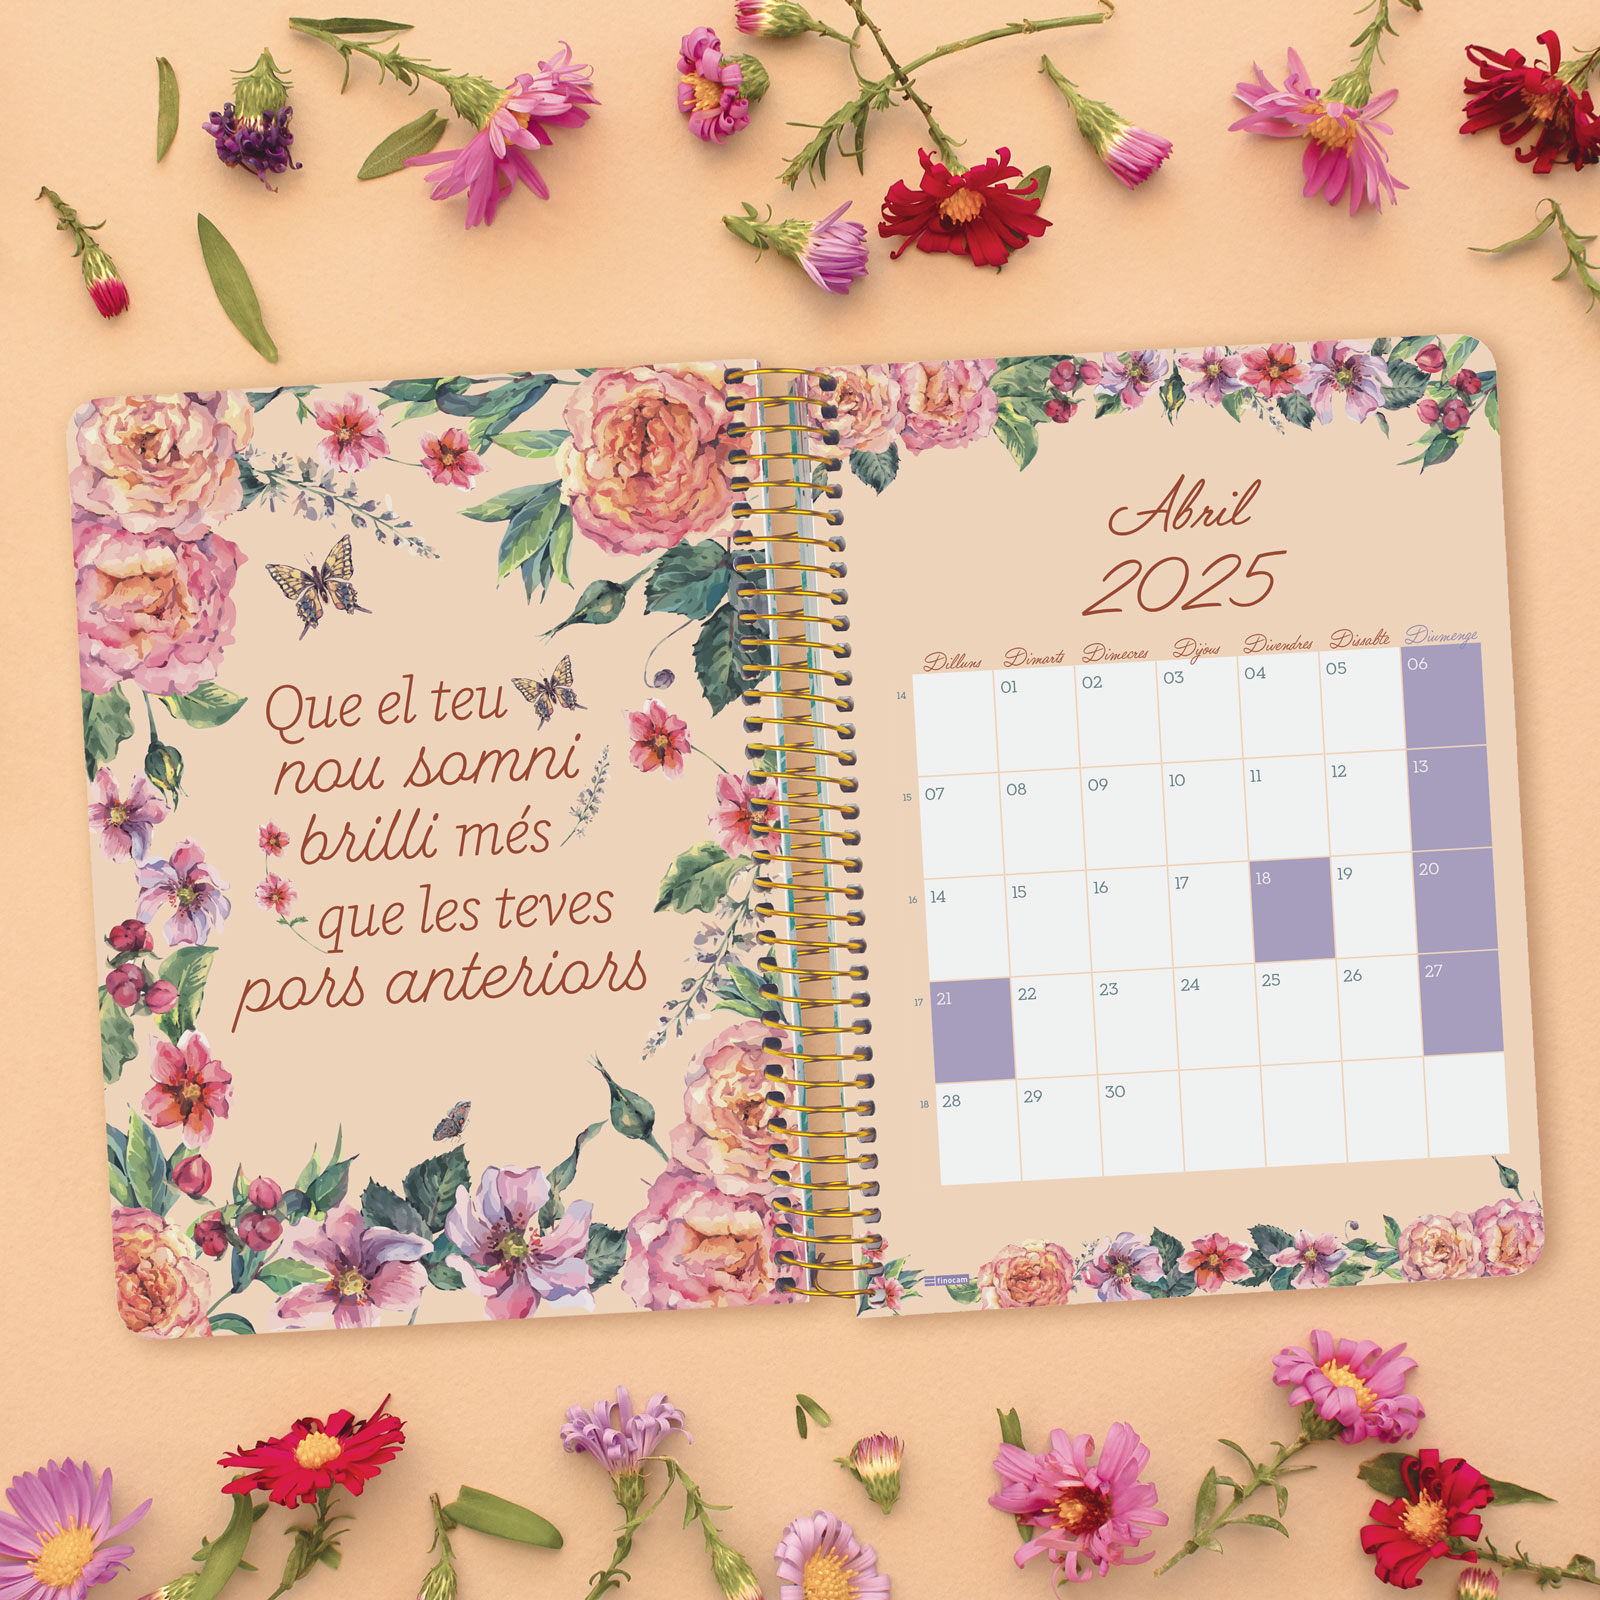 Que el teu
nou somni
brilli més
que les teves
pors anteriors
Abril
2025
Dilluns Dimarts Dimecres Dijous Divendres Dissabte Diumenge
14 01 02 03 04 05 06
15 07 08 09 10 11 12 13
16 14 15 16 17 18 19 20
17 21 22 23 24 25 26 27
18 28 29 30
finocam